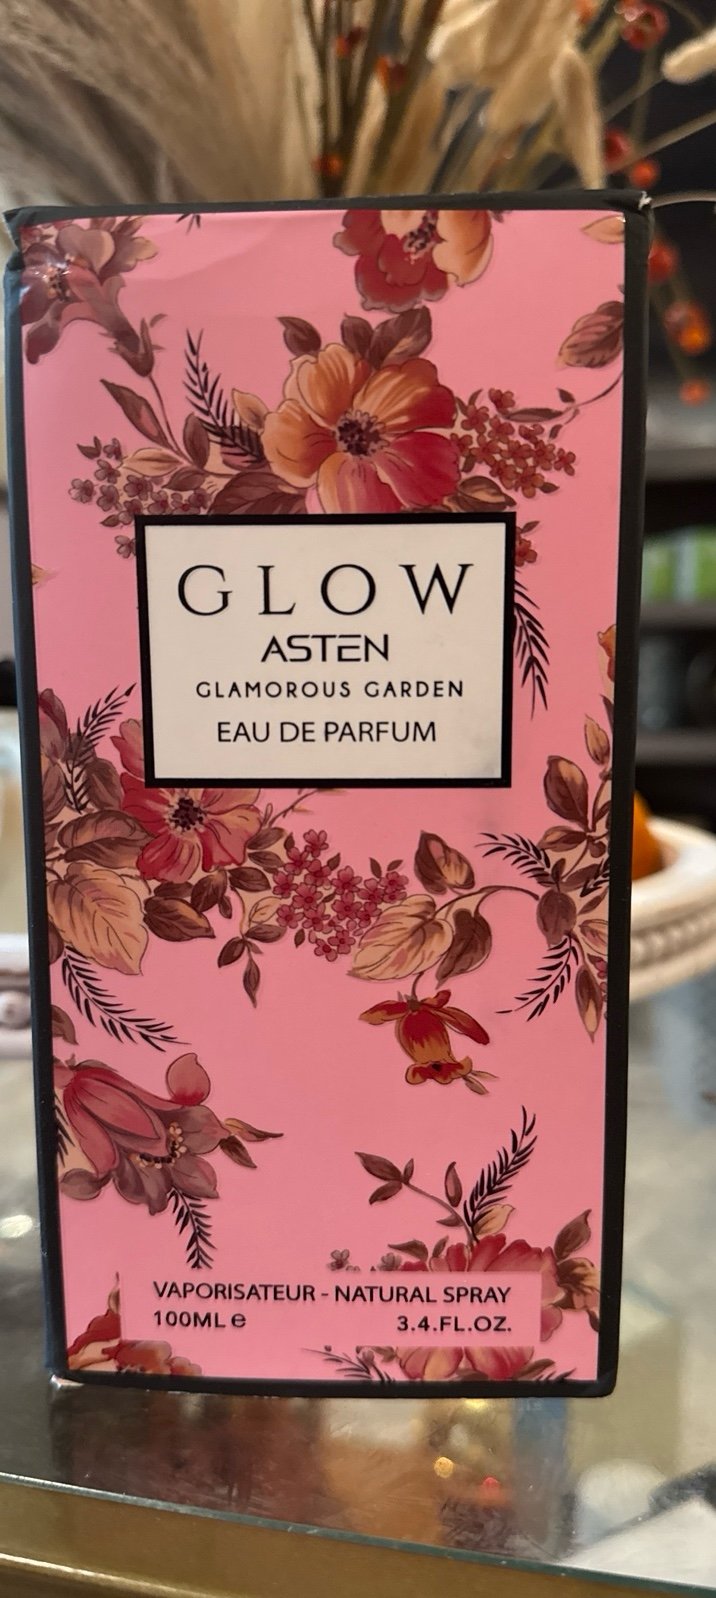 GLOW
ASTEN
GLAMOROUS GARDEN
EAU DE PARFUM
VAPORISATEUR - NATURAL SPRAY
100ML e 3.4.FL.OZ.